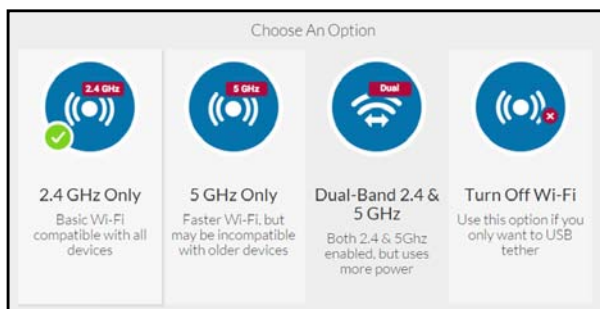 Choose An Option
2.4 GHz
5 GHz
Dual
2.4 GHz Only
Basic Wi-Fi
compatible with all
devices
5 GHz Only
Faster Wi-Fi, but
may be incompatible
with older devices
Dual-Band 2.4 &
5 GHz
Both 2.4 & 5Ghz
enabled, but uses
more power
Turn Off Wi-Fi
Use this option if you
only want to USB
tether